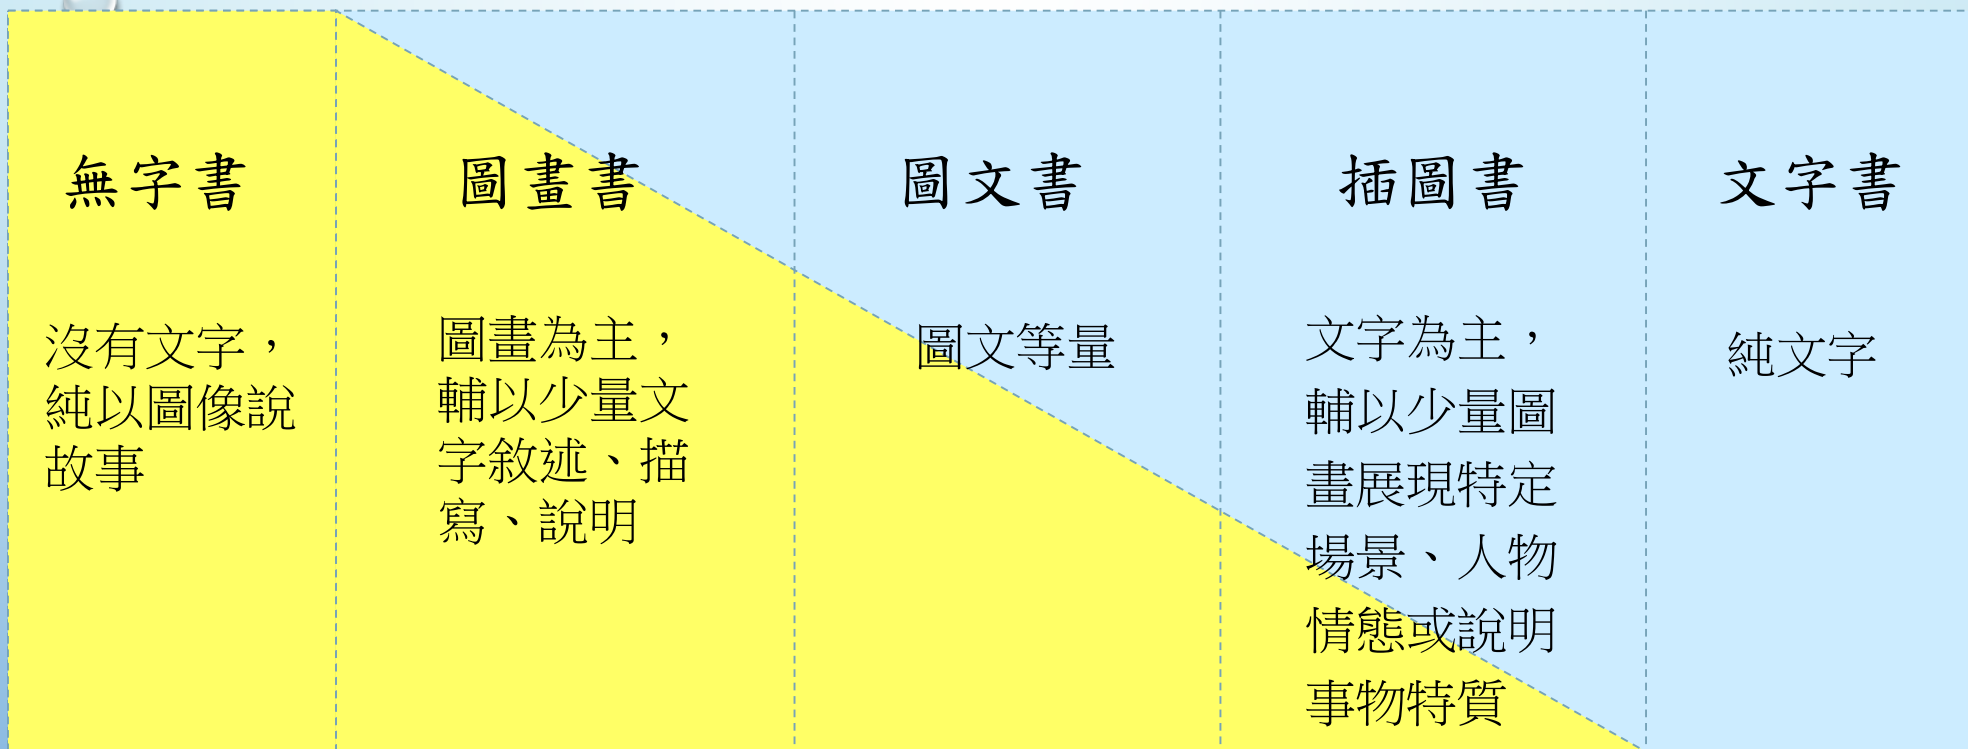 無字書
沒有文字，
純以圖像說
故事
圖畫書
圖畫為主，
輔以少量文
字敘述、描
寫、說明
圖文書
圖文等量
插圖書
文字為主，
輔以少量圖
畫展現特定
場景、人物
情態或說明
事物特質
文字書
純文字